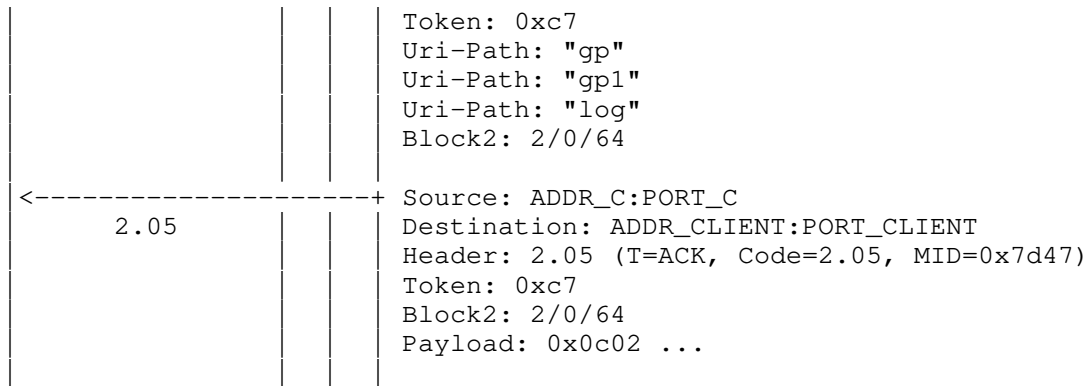 Token: 0xc7
Uri-Path: "gp"
Uri-Path: "gp1"
Uri-Path: "log"
Block2: 2/0/64
<---------------------+ Source: ADDR_C:PORT_C
2.05 Destination: ADDR_CLIENT:PORT_CLIENT
Header: 2.05 (T=ACK, Code=2.05, MID=0x7d47)
Token: 0xc7
Block2: 2/0/64
Payload: 0x0c02 ...